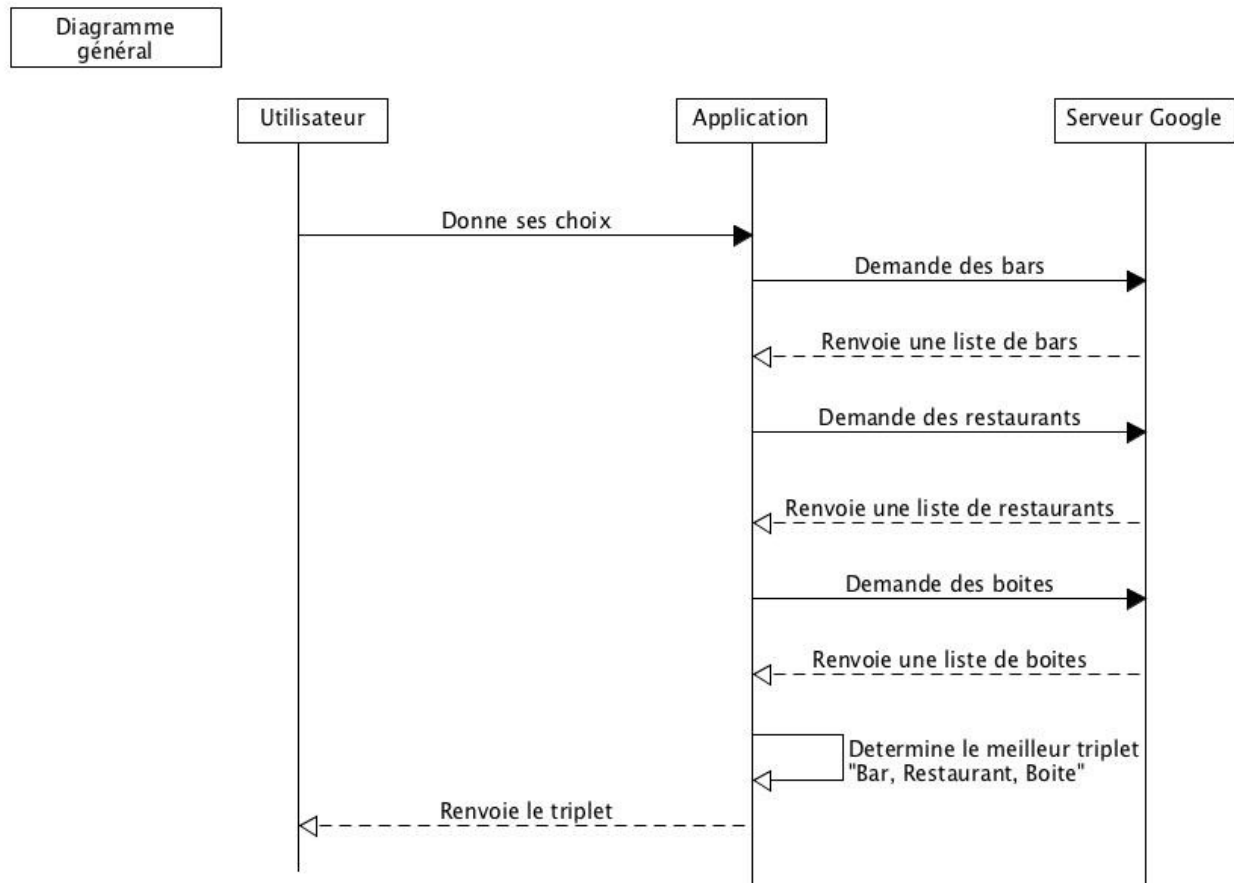 Diagramme
général
Utilisateur
Application
Serveur Google
Donne ses choix
Demande des bars
Renvoie une liste de bars
Demande des restaurants
Renvoie une liste de restaurants
Demande des boites
Renvoie une liste de boites
Determine le meilleur triplet
"Bar, Restaurant, Boite"
Renvoie le triplet